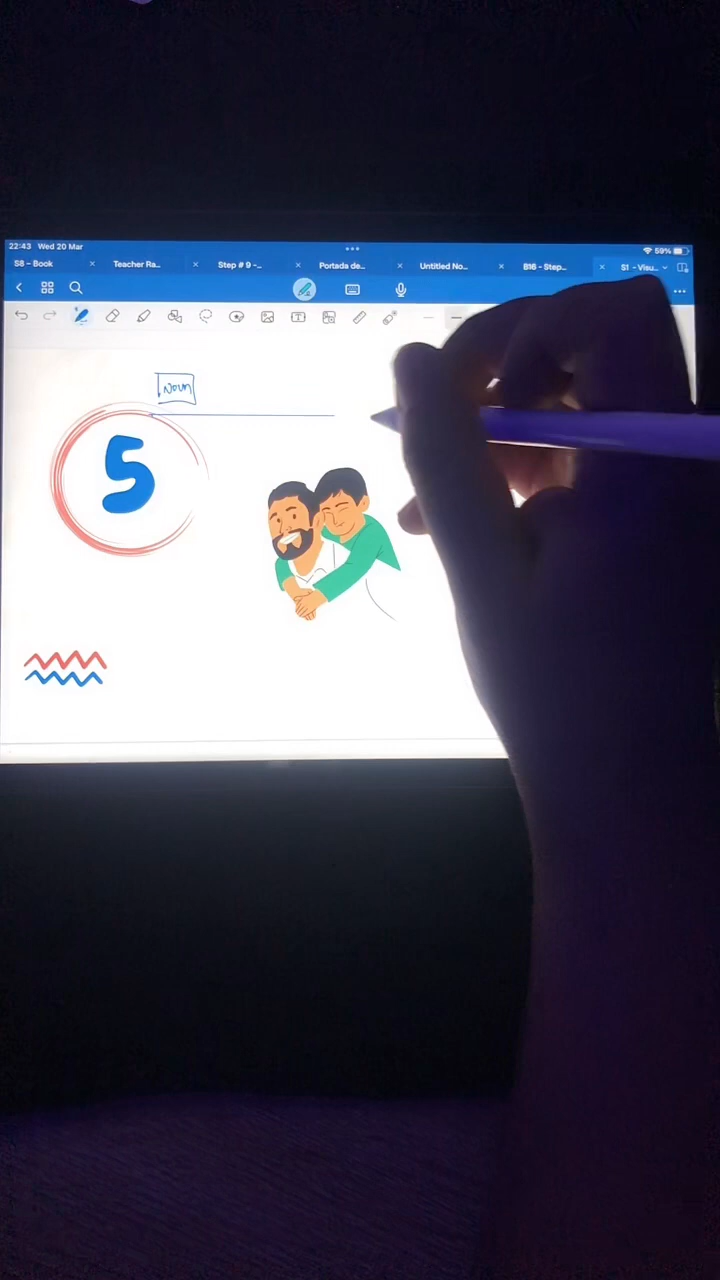 22:43 Wed 20 Mar
59%
S8 - Book
Teacher Ra...
Step # 9 -...
Portada de...
Untitled No...
B16 - Step...
S1 - Visu...
Noun
5